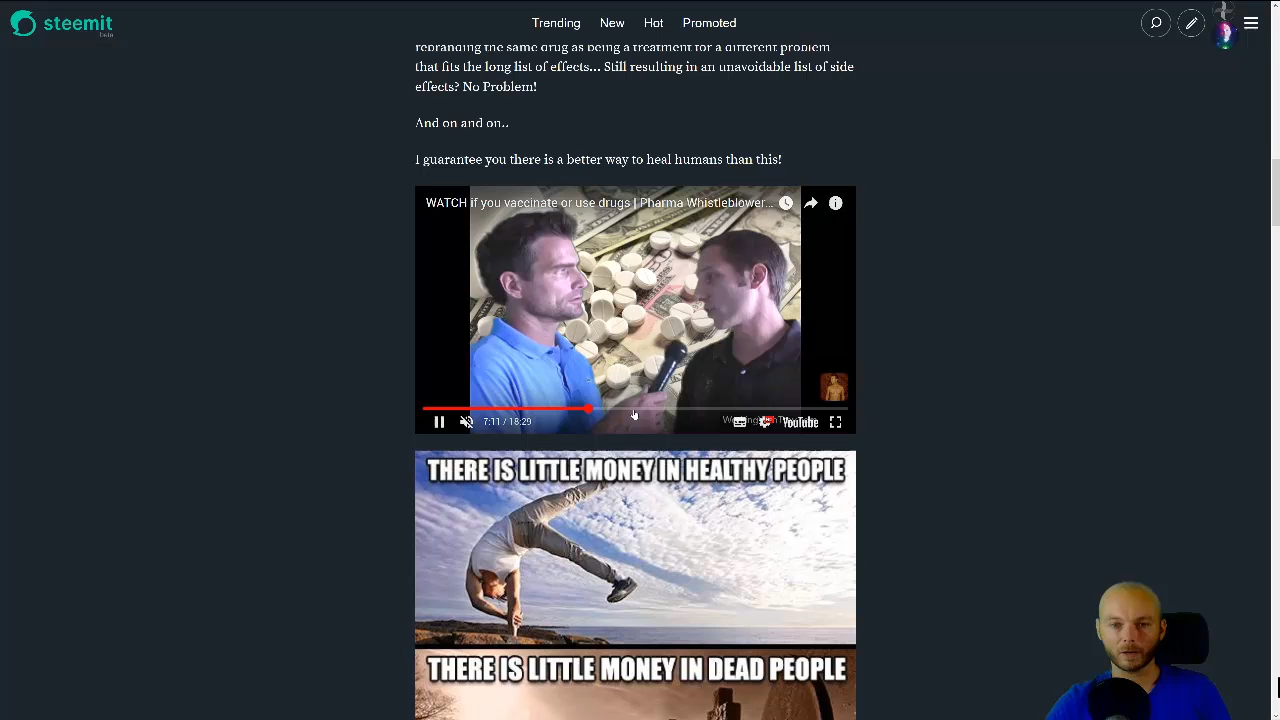 steemit
beta
Trending
New
Hot
Promoted
rebranding the same drug as being a treatment for a different problem
that fits the long list of effects... Still resulting in an unavoidable list of side
effects? No Problem!
And on and on..
I guarantee you there is a better way to heal humans than this!
WATCH if you vaccinate or use drugs | Pharma Whistleblower...
7:11 / 18:29
YouTube
THERE IS LITTLE MONEY IN HEALTHY PEOPLE
THERE IS LITTLE MONEY IN DEAD PEOPLE